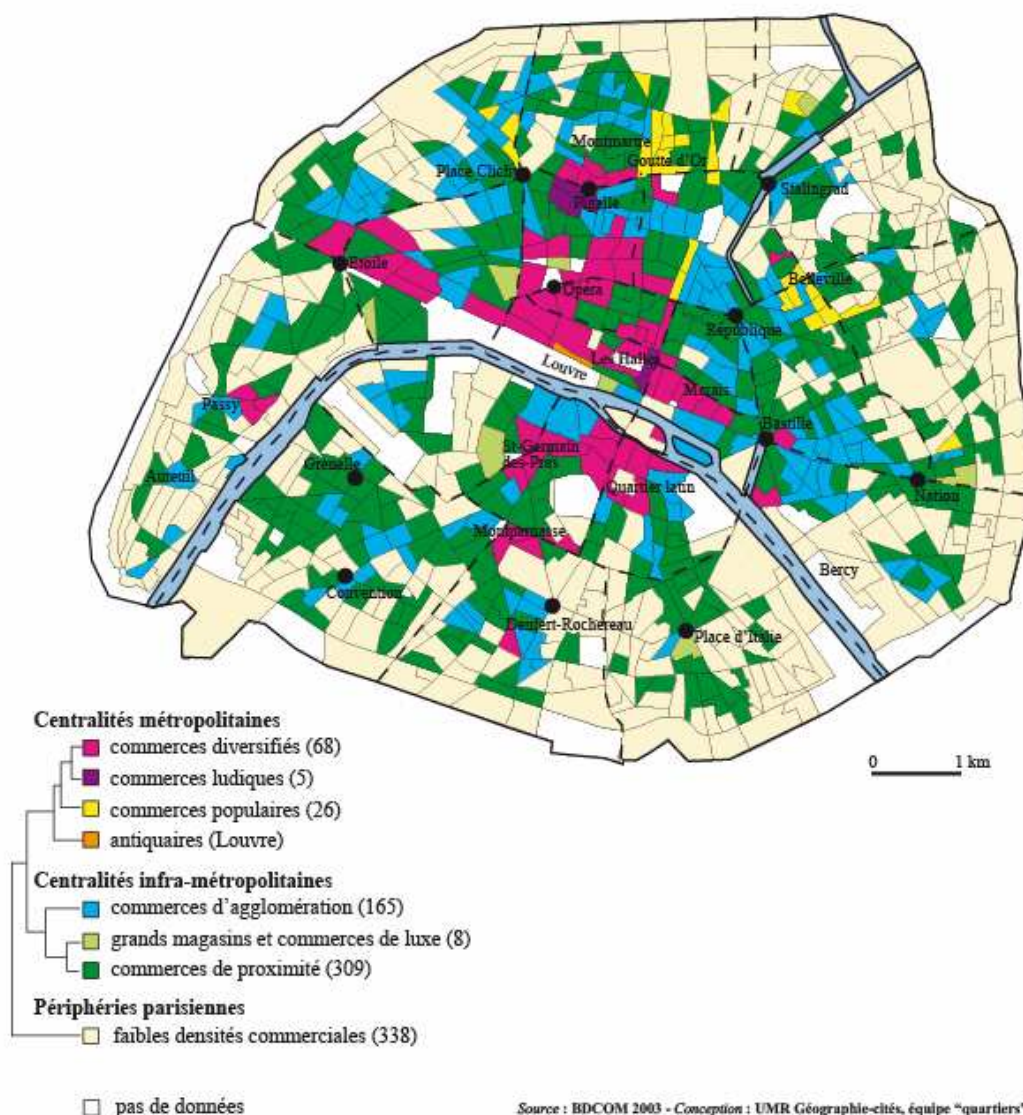 Montmartre
Goutte d'Or
Place Clichy
Pigalle
Stalingrad
Etoile
Opéra
Belleville
République
Les Halles
Louvre
Marais
Passy
Bastille
St-Germain
des-Prés
Auteuil
Grenelle
Quartier latin
Nation
Montparnasse
Bercy
Convention
Denfert-Rochereau
Place d'Italie
Centralités métropolitaines
commerces diversifiés (68)
commerces ludiques (5)
commerces populaires (26)
antiquaires (Louvre)
0 1 km
Centralités infra-métropolitaines
commerces d'agglomération (165)
grands magasins et commerces de luxe (8)
commerces de proximité (309)
Périphéries parisiennes
faibles densités commerciales (338)
pas de données
Source : BDCOM 2003 - Conception : UMR Géographie-cités, équipe "quartiers"